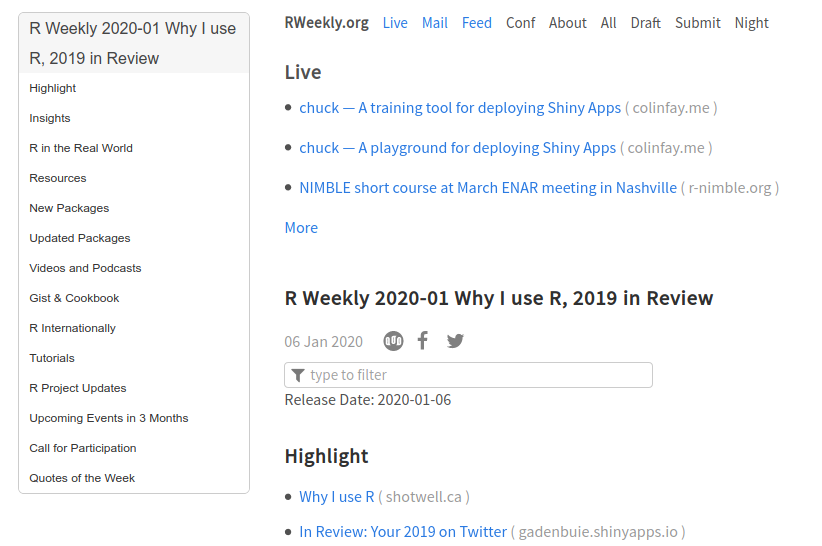 R Weekly 2020-01 Why I use
R, 2019 in Review
Highlight
Insights
R in the Real World
Resources
New Packages
Updated Packages
Videos and Podcasts
Gist & Cookbook
R Internationally
Tutorials
R Project Updates
Upcoming Events in 3 Months
Call for Participation
Quotes of the Week
RWeekly.org Live Mail Feed Conf About All Draft Submit Night
Live
• chuck — A training tool for deploying Shiny Apps ( colinfay.me )
• chuck — A playground for deploying Shiny Apps ( colinfay.me )
• NIMBLE short course at March ENAR meeting in Nashville ( r-nimble.org )
More
R Weekly 2020-01 Why I use R, 2019 in Review
06 Jan 2020
type to filter
Release Date: 2020-01-06
Highlight
• Why I use R ( shotwell.ca )
• In Review: Your 2019 on Twitter ( gadenbuie.shinyapps.io )